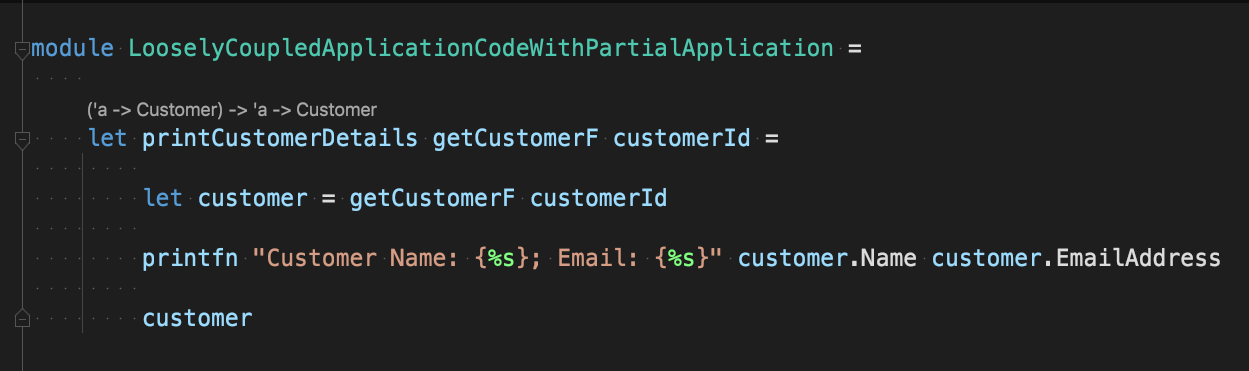 module LooselyCoupledApplicationCodeWithPartialApplication =
('a -> Customer) -> 'a -> Customer
let printCustomerDetails getCustomerF customerId =
let customer = getCustomerF customerId
printfn "Customer Name: {%s}; Email: {%s}" customer.Name customer.EmailAddress
customer